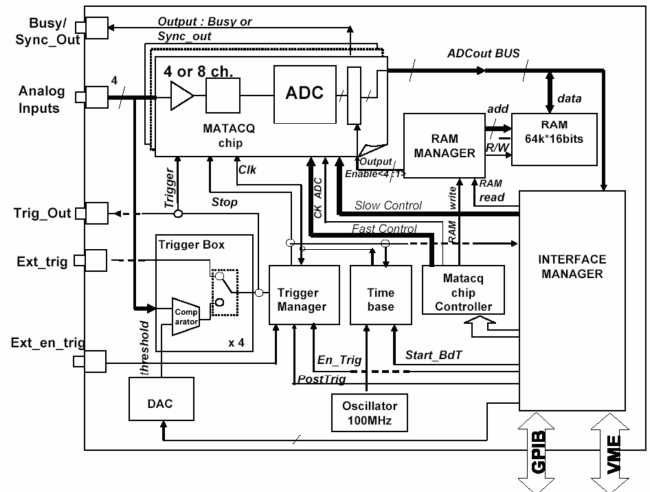 Busy/
Sync_Out
Output : Busy or
Sync_out
ADCout BUS
4
4 or 8 ch.
Analog
Inputs
ADC
MATACQ
chip
add
data
RAM
MANAGER
R/W
RAM
64k*16bits
Output
Enable<4 :1>
Clk
Trigger
Stop
CK ADC
Slow Control
Fast Control
RAM write
RAM
read
Trig_Out
Ext_trig
Trigger Box
Comp
arator
x 4
Trigger
Manager
Time
base
Matacq
chip
Controller
INTERFACE
MANAGER
Ext_en_trig
threshold
En_Trig
Start_BdT
PostTrig
DAC
Oscillator
100MHz
GPIB
VME